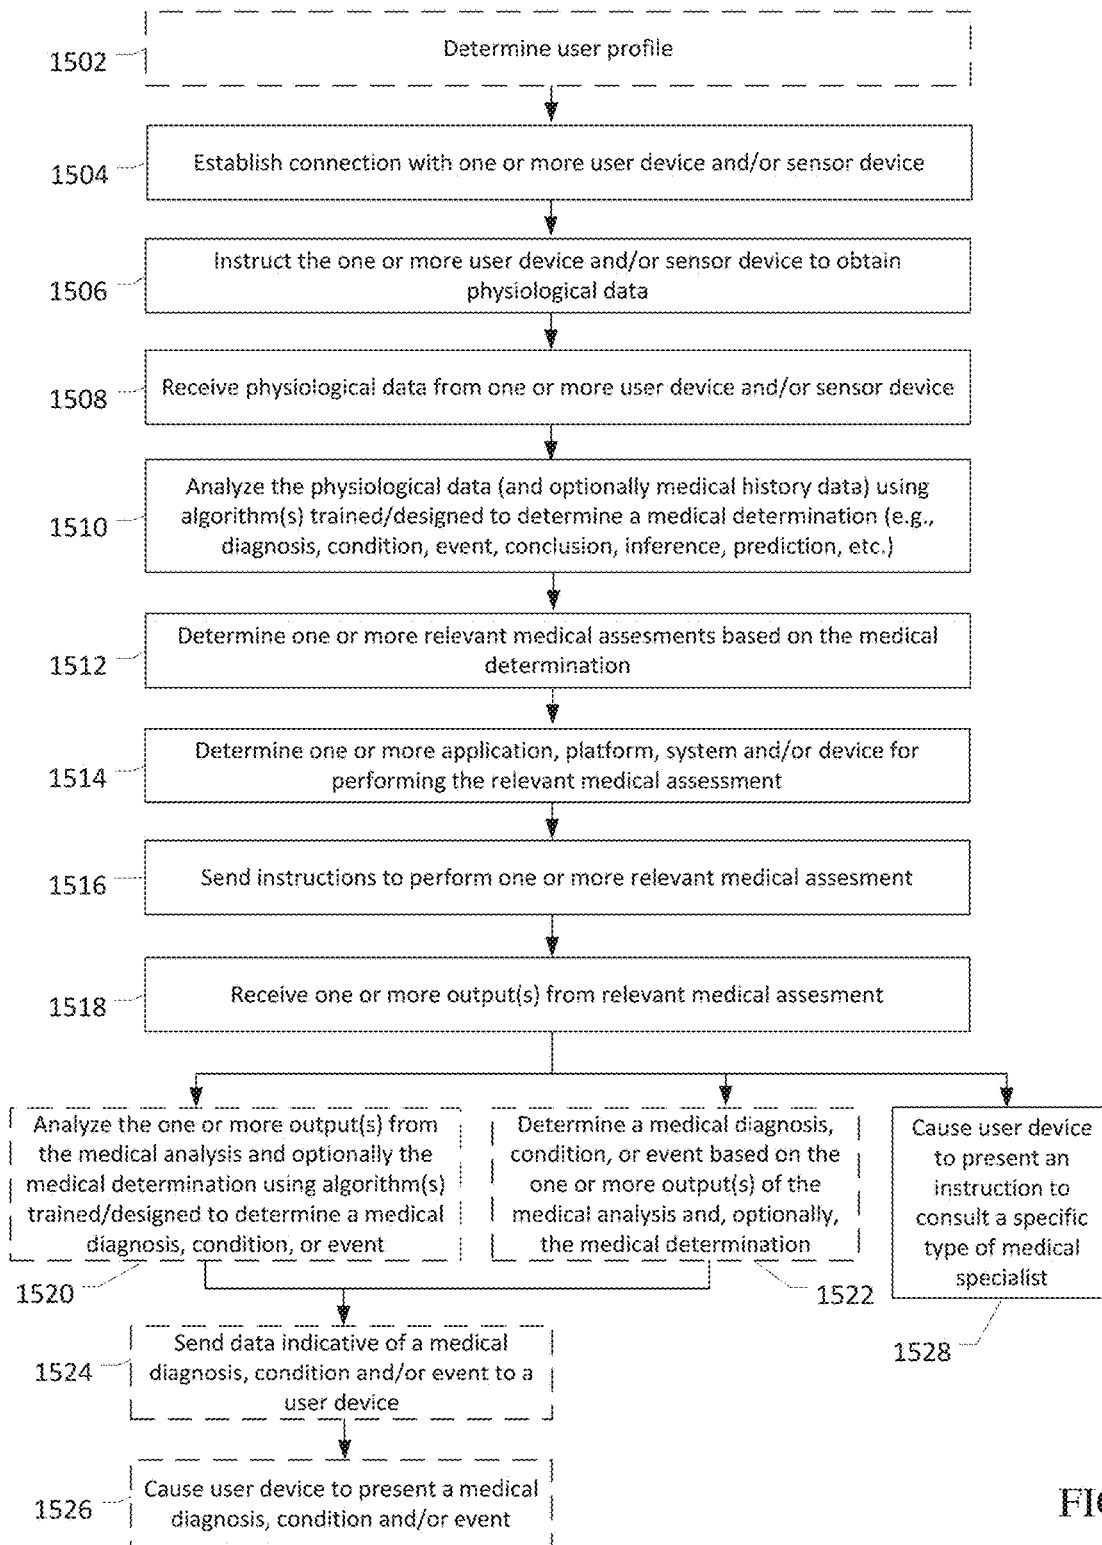 1502
Determine user profile
1504
Establish connection with one or more user device and/or sensor device
1506
Instruct the one or more user device and/or sensor device to obtain
physiological data
1508
Receive physiological data from one or more user device and/or sensor device
1510
Analyze the physiological data (and optionally medical history data) using
algorithm(s) trained/designed to determine a medical determination (e.g.,
diagnosis, condition, event, conclusion, inference, prediction, etc.)
1512
Determine one or more relevant medical assesments based on the medical
determination
1514
Determine one or more application, platform, system and/or device for
performing the relevant medical assessment
1516
Send instructions to perform one or more relevant medical assesment
1518
Receive one or more output(s) from relevant medical assesment
Analyze the one or more output(s) from
the medical analysis and optionally the
medical determination using algorithm(s)
trained/designed to determine a medical
diagnosis, condition, or event
1520
Determine a medical diagnosis,
condition, or event based on the
one or more output(s) of the
medical analysis and, optionally,
the medical determination
1522
Cause user device
to present an
instruction to
consult a specific
type of medical
specialist
1528
1524
Send data indicative of a medical
diagnosis, condition and/or event to a
user device
1526
Cause user device to present a medical
diagnosis, condition and/or event